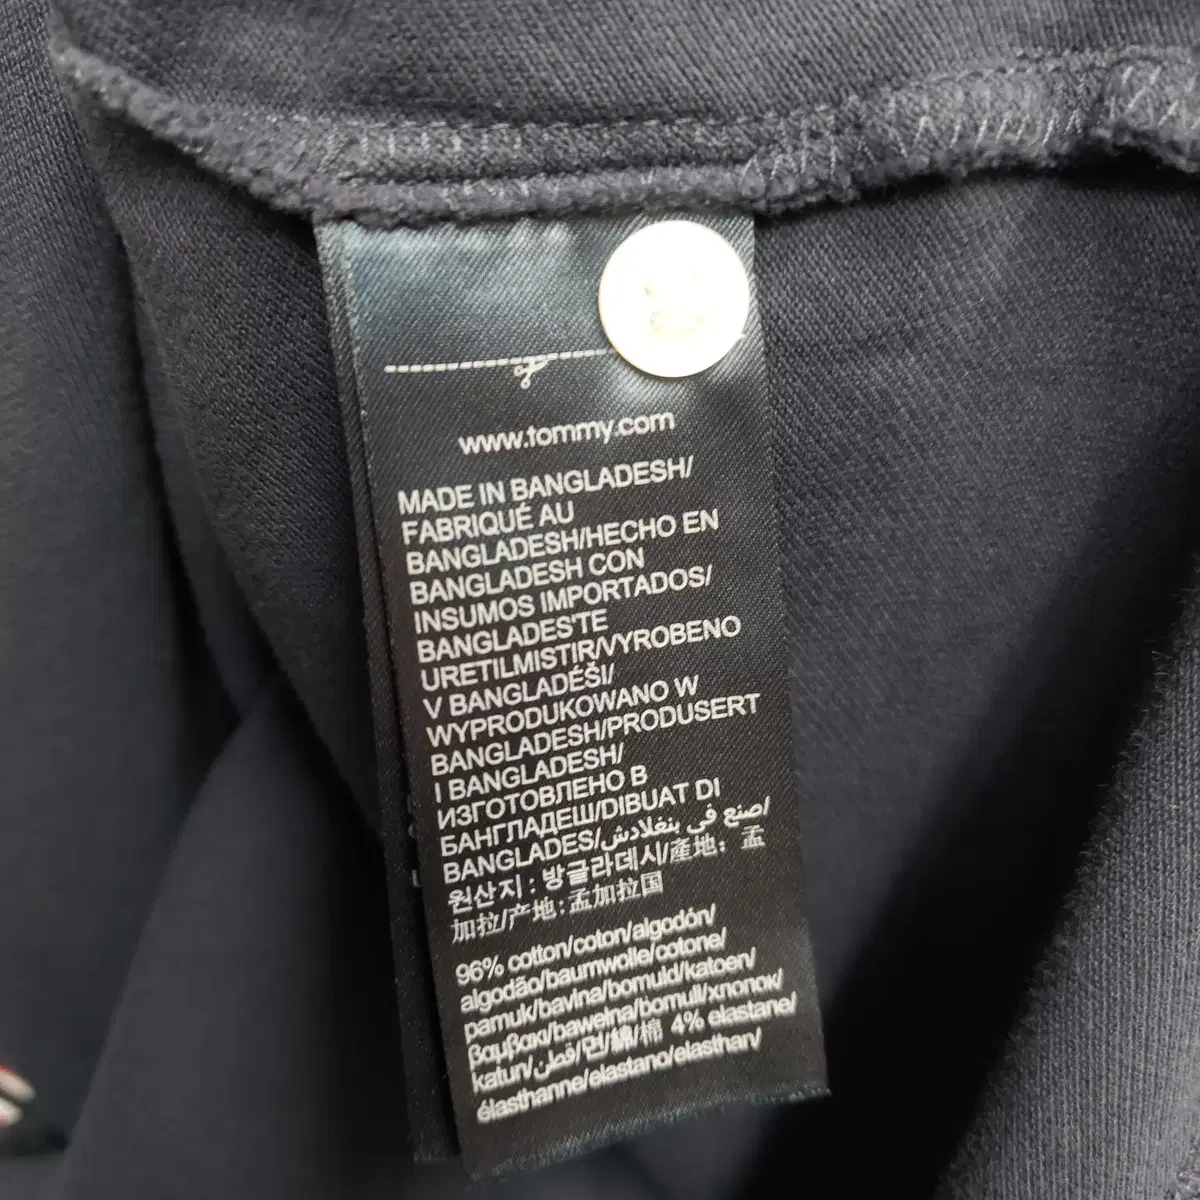 www.tommy.com
MADE IN BANGLADESH/
FABRIQUÉ AU
BANGLADESH/HECHO EN
BANGLADESH CON
INSUMOS IMPORTADOS/
BANGLADES'TE
URETILMISTIR/VYROBENO
V BANGLADÉŠI/
WYPRODUKOWANO W
BANGLADESH/PRODUSERT
I BANGLADESH/
ИЗГОТОВЛЕНО В
БАНГЛАДЕШ/DIBUAT DI
BANGLADES/صنع في بنغلادش/
원산지: 방글라데시/產地: 孟
加拉/产地:孟加拉国
96% cotton/coton/algodón/
algodão/baumwolle/cotone/
pamuk/bavlna/bomuld/katoen/
βαμβακι/bawełna/bomull/хлопок/
katun/قطن/면/綿/棉 4% elastane/
élasthanne/elastano/elasthan/